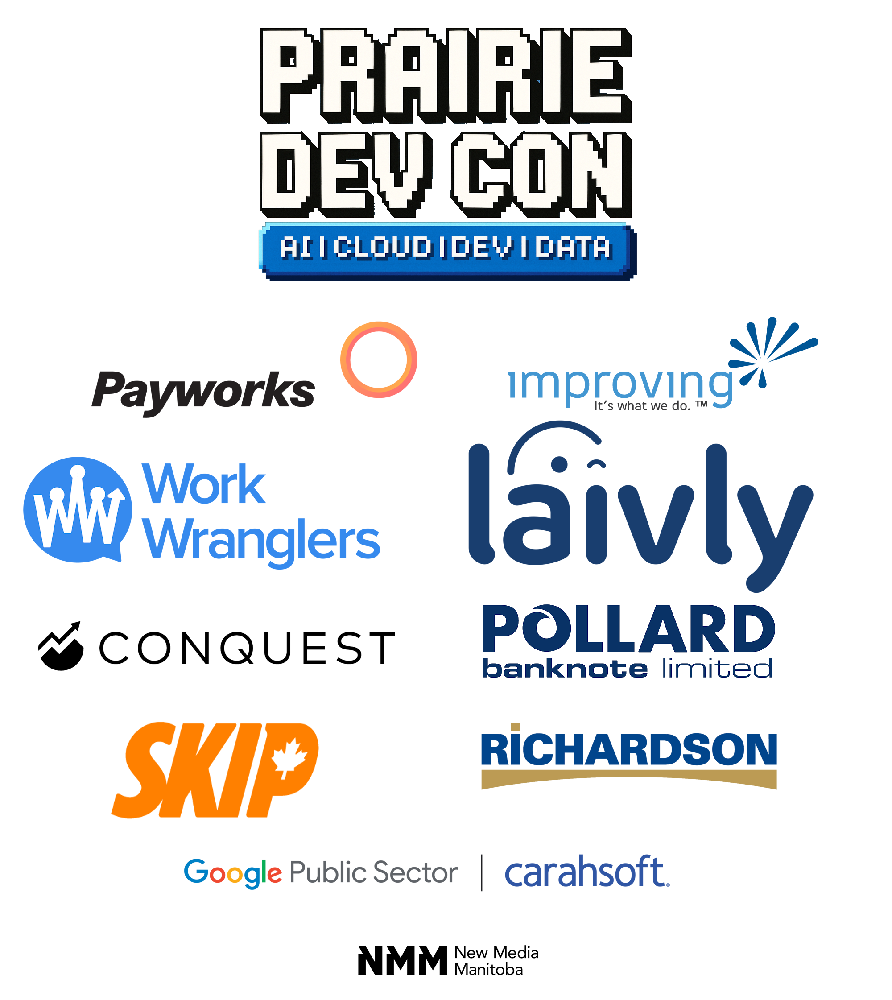 PRAIRIE
DEV CON
AI|CLOUD|DEV|DATA
Payworks
improving
It's what we do. ™
WW
Work
Wranglers
laivly
CONQUEST
POLLARD
banknote limited
SKIP
RiCHARDSON
Google Public Sector | carahsoft®
NMM New Media
Manitoba